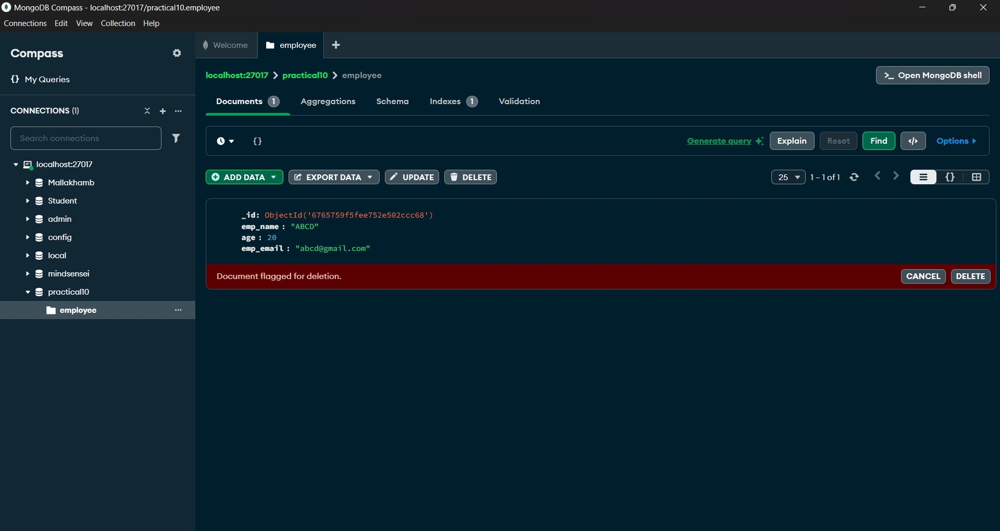 MongoDB Compass - localhost:27017/practical10.employee
Connections Edit View Collection Help
Compass
{} My Queries
CONNECTIONS (1)
Search connections
localhost:27017
Mallakhamb
Student
admin
config
local
mindsensei
practical10
employee
Welcome
employee
localhost:27017 > practical10 > employee
>_ Open MongoDB shell
Documents 1 Aggregations Schema Indexes 1 Validation
{} Generate query Explain Reset Find </> Options
ADD DATA EXPORT DATA UPDATE DELETE 25 1 – 1 of 1 {}
_id: ObjectId('6765759f5fee752e502ccc68')
emp_name : "ABCD"
age : 20
emp_email : "abcd@gmail.com"
Document flagged for deletion. CANCEL DELETE